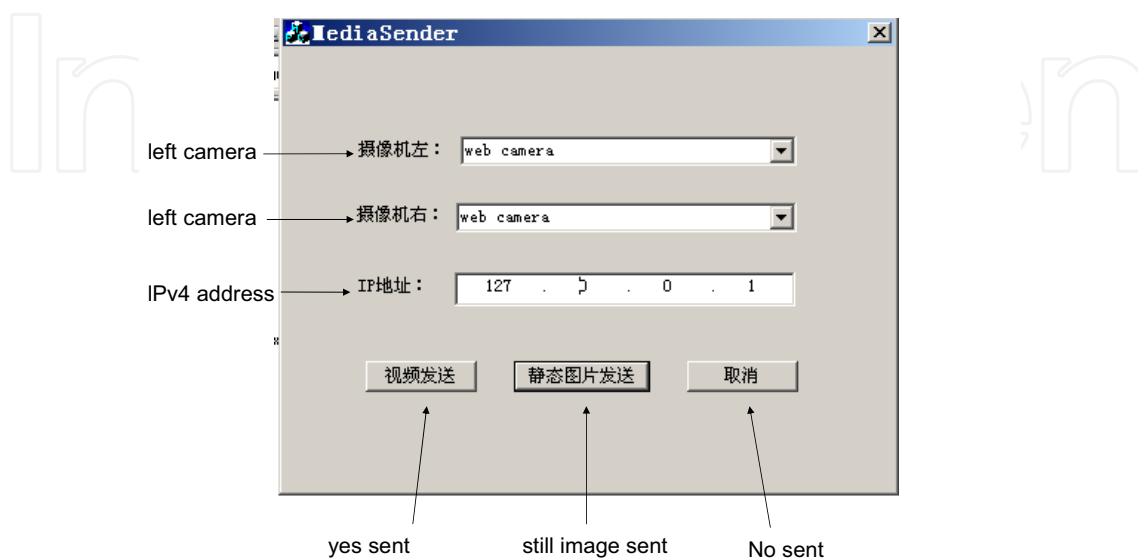 MediaSender
left camera
摄像机左：
web camera
left camera
摄像机右：
web camera
IPv4 address
IP地址：
127 . 0 . 0 . 1
视频发送
静态图片发送
取消
yes sent
still image sent
No sent